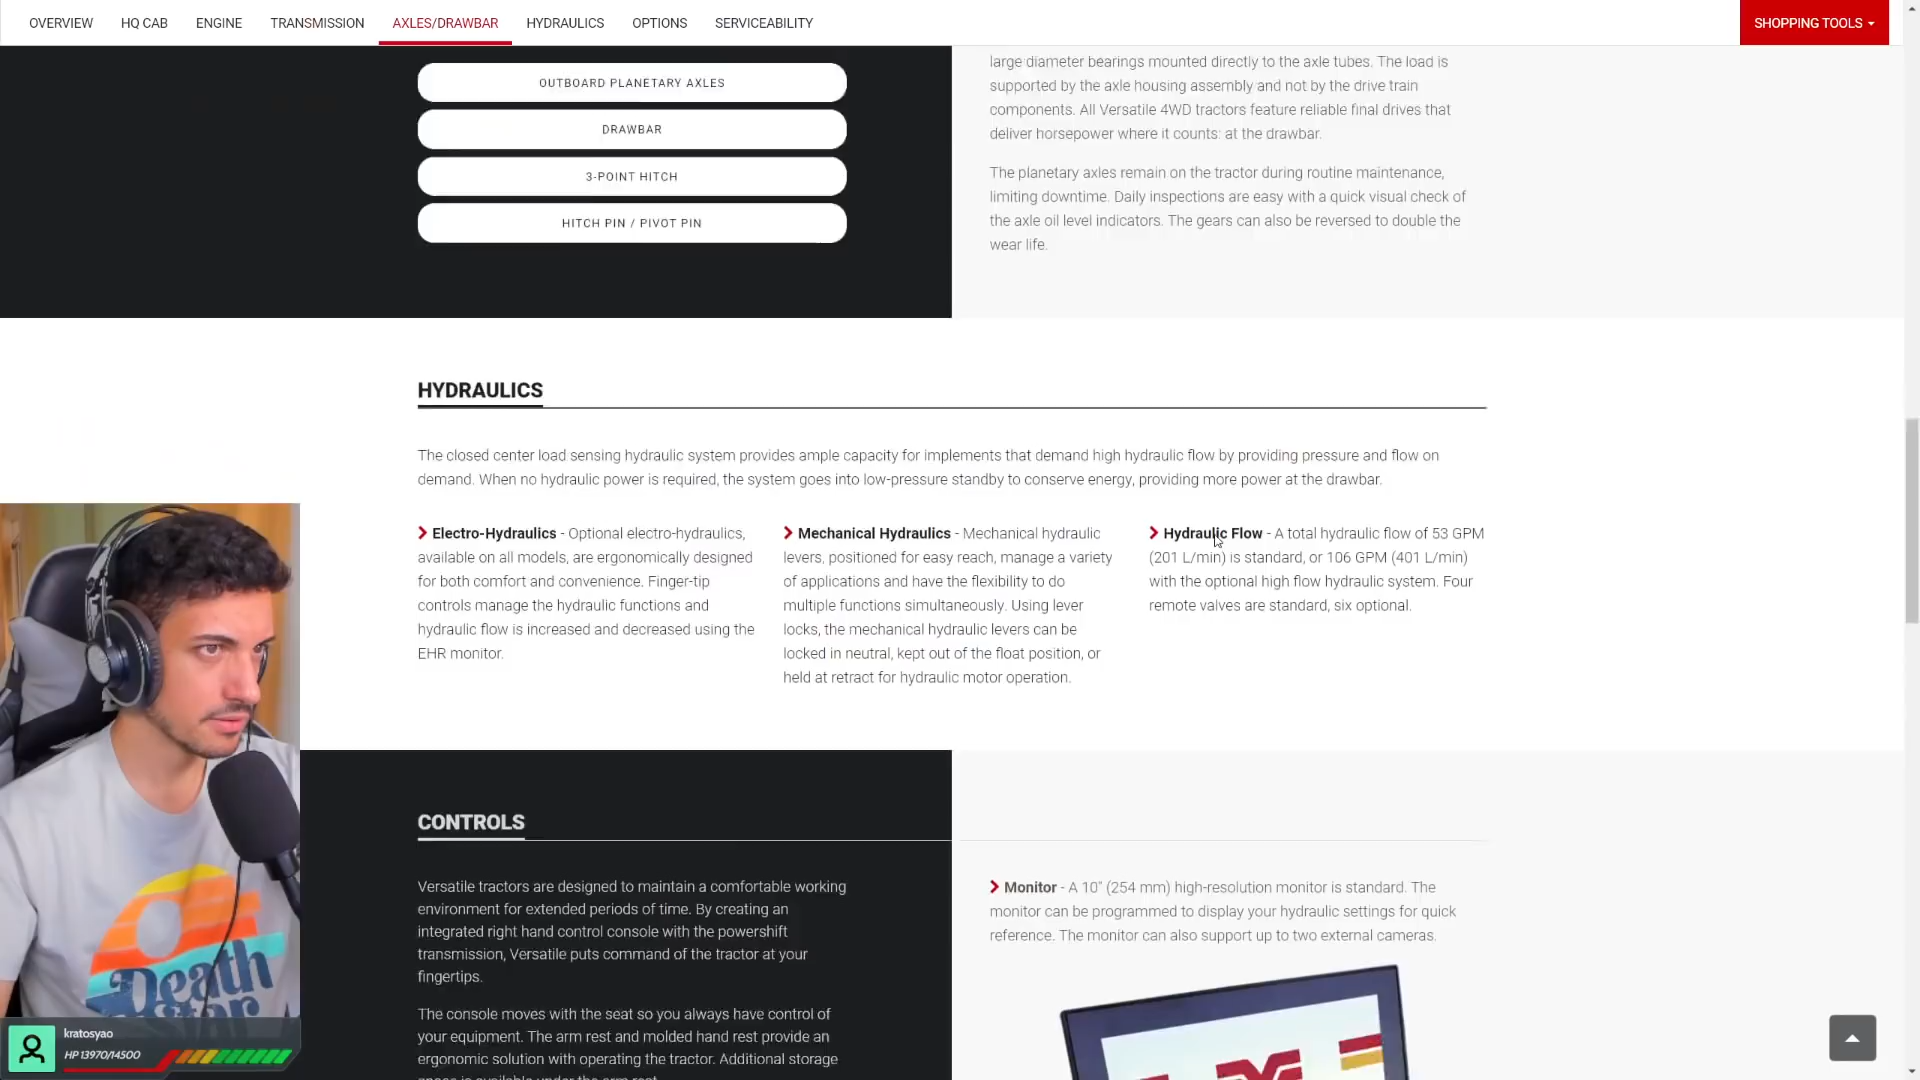 OVERVIEW HQ CAB ENGINE TRANSMISSION AXLES/DRAWBAR HYDRAULICS OPTIONS SERVICEABILITY SHOPPING TOOLS
OUTBOARD PLANETARY AXLES
DRAWBAR
3-POINT HITCH
HITCH PIN / PIVOT PIN
large diameter bearings mounted directly to the axle tubes. The load is
supported by the axle housing assembly and not by the drive train
components. All Versatile 4WD tractors feature reliable final drives that
deliver horsepower where it counts: at the drawbar.
The planetary axles remain on the tractor during routine maintenance,
limiting downtime. Daily inspections are easy with a quick visual check of
the axle oil level indicators. The gears can also be reversed to double the
wear life.
HYDRAULICS
The closed center load sensing hydraulic system provides ample capacity for implements that demand high hydraulic flow by providing pressure and flow on
demand. When no hydraulic power is required, the system goes into low-pressure standby to conserve energy, providing more power at the drawbar.
Electro-Hydraulics - Optional electro-hydraulics,
available on all models, are ergonomically designed
for both comfort and convenience. Finger-tip
controls manage the hydraulic functions and
hydraulic flow is increased and decreased using the
EHR monitor.
Mechanical Hydraulics - Mechanical hydraulic
levers, positioned for easy reach, manage a variety
of applications and have the flexibility to do
multiple functions simultaneously. Using lever
locks, the mechanical hydraulic levers can be
locked in neutral, kept out of the float position, or
held at retract for hydraulic motor operation.
Hydraulic Flow - A total hydraulic flow of 53 GPM
(201 L/min) is standard, or 106 GPM (401 L/min)
with the optional high flow hydraulic system. Four
remote valves are standard, six optional.
CONTROLS
Versatile tractors are designed to maintain a comfortable working
environment for extended periods of time. By creating an
integrated right hand control console with the powershift
transmission, Versatile puts command of the tractor at your
fingertips.
The console moves with the seat so you always have control of
your equipment. The arm rest and molded hand rest provide an
ergonomic solution with operating the tractor. Additional storage
Monitor - A 10" (254 mm) high-resolution monitor is standard. The
monitor can be programmed to display your hydraulic settings for quick
reference. The monitor can also support up to two external cameras.
Death
star
kratosyao
HP 13970/14500